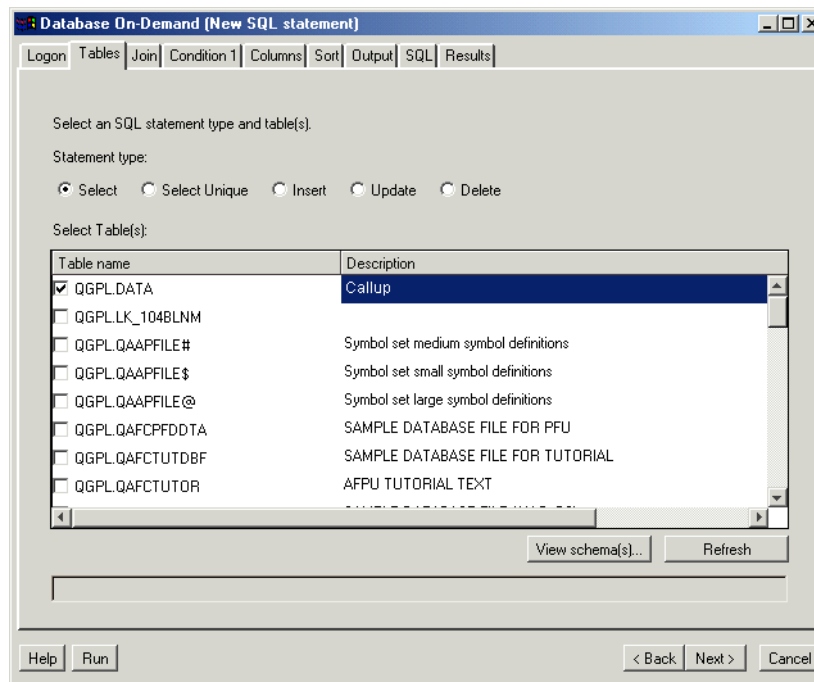 Database On-Demand (New SQL statement)
Logon Tables Join Condition 1 Columns Sort Output SQL Results
Select an SQL statement type and table(s).
Statement type:
Select Select Unique Insert Update Delete
Select Table(s):
Table name Description
QGPL.DATA Callup
QGPL.LK_104BLNM
QGPL.QAAPFILE# Symbol set medium symbol definitions
QGPL.QAAPFILE$ Symbol set small symbol definitions
QGPL.QAAPFILE@ Symbol set large symbol definitions
QGPL.QAFCPFDDTA SAMPLE DATABASE FILE FOR PFU
QGPL.QAFCTUTDBF SAMPLE DATABASE FILE FOR TUTORIAL
QGPL.QAFCTUTOR AFPU TUTORIAL TEXT
View schema(s)... Refresh
Help Run < Back Next > Cancel